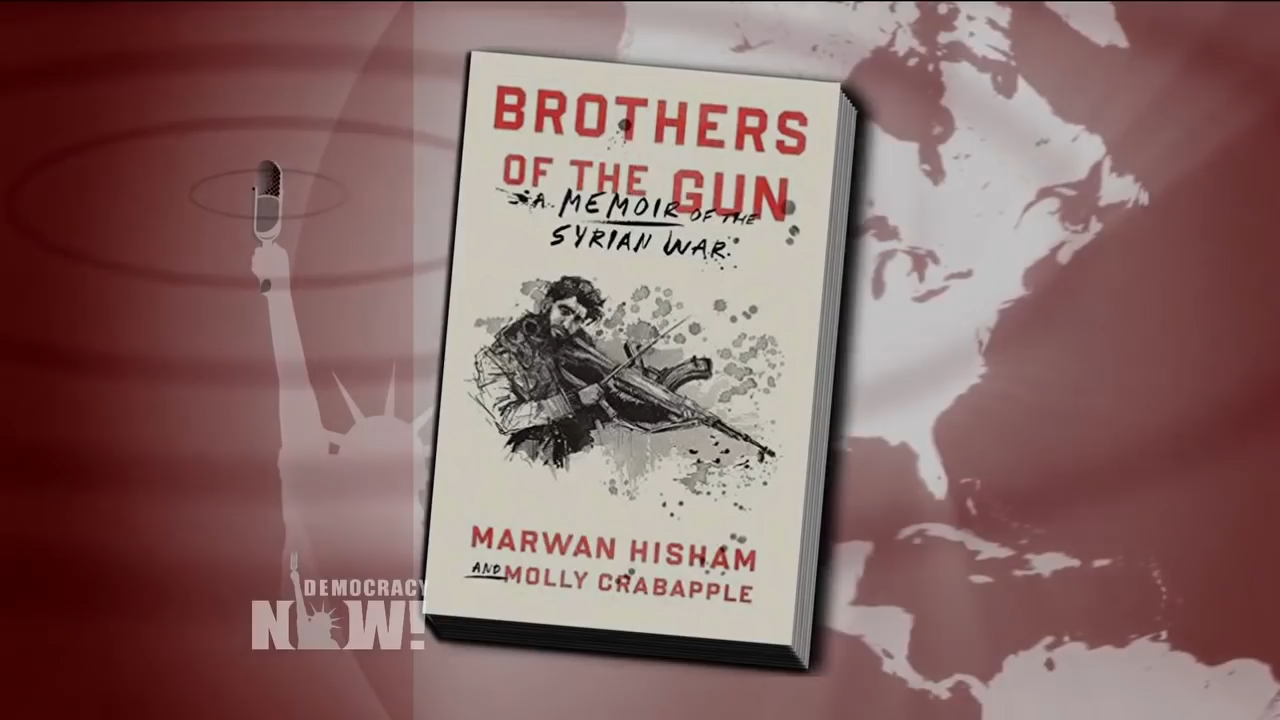 BROTHERS
OF THE GUN
A MEMOIR OF THE
SYRIAN WAR
MARWAN HISHAM
AND MOLLY CRABAPPLE
DEMOCRACY
NOW!